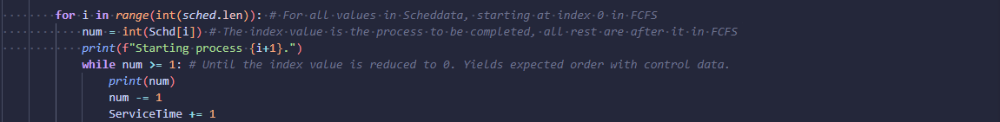 for i in range(int(sched.len)): # For all values in Scheddata, starting at index 0 in FCFS
num = int(Schd[i]) # The index value is the process to be completed, all rest are after it in FCFS
print(f"Starting process {i+1}.")
while num >= 1: # Until the index value is reduced to 0. Yields expected order with control data.
print(num)
num -= 1
ServiceTime += 1